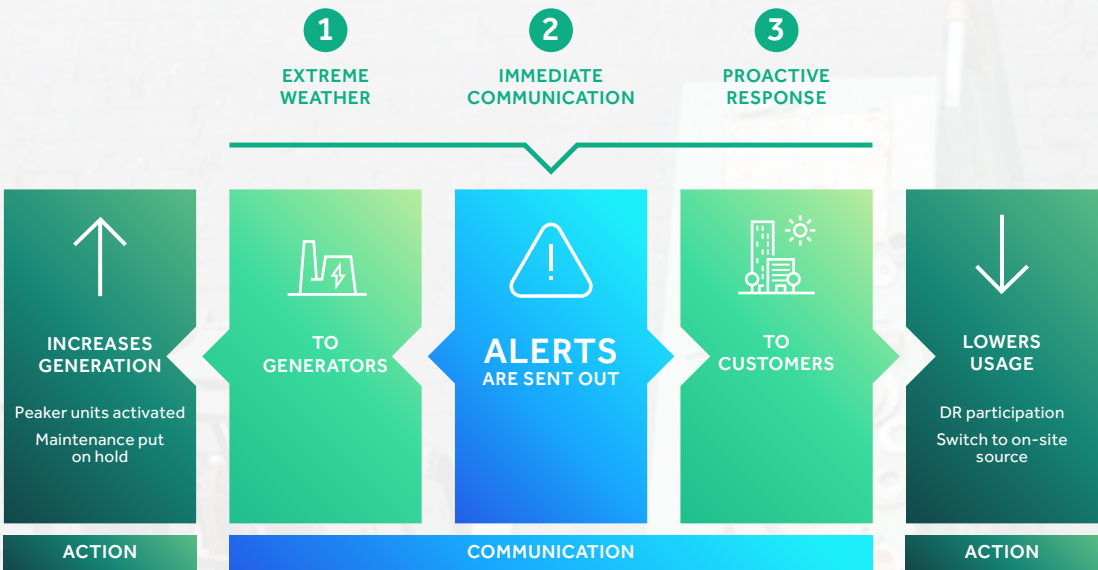 1
EXTREME
WEATHER
2
IMMEDIATE
COMMUNICATION
3
PROACTIVE
RESPONSE
INCREASES
GENERATION
Peaker units activated
Maintenance put
on hold
TO
GENERATORS
!
ALERTS
ARE SENT OUT
TO
CUSTOMERS
LOWERS
USAGE
DR participation
Switch to on-site
source
ACTION
COMMUNICATION
ACTION